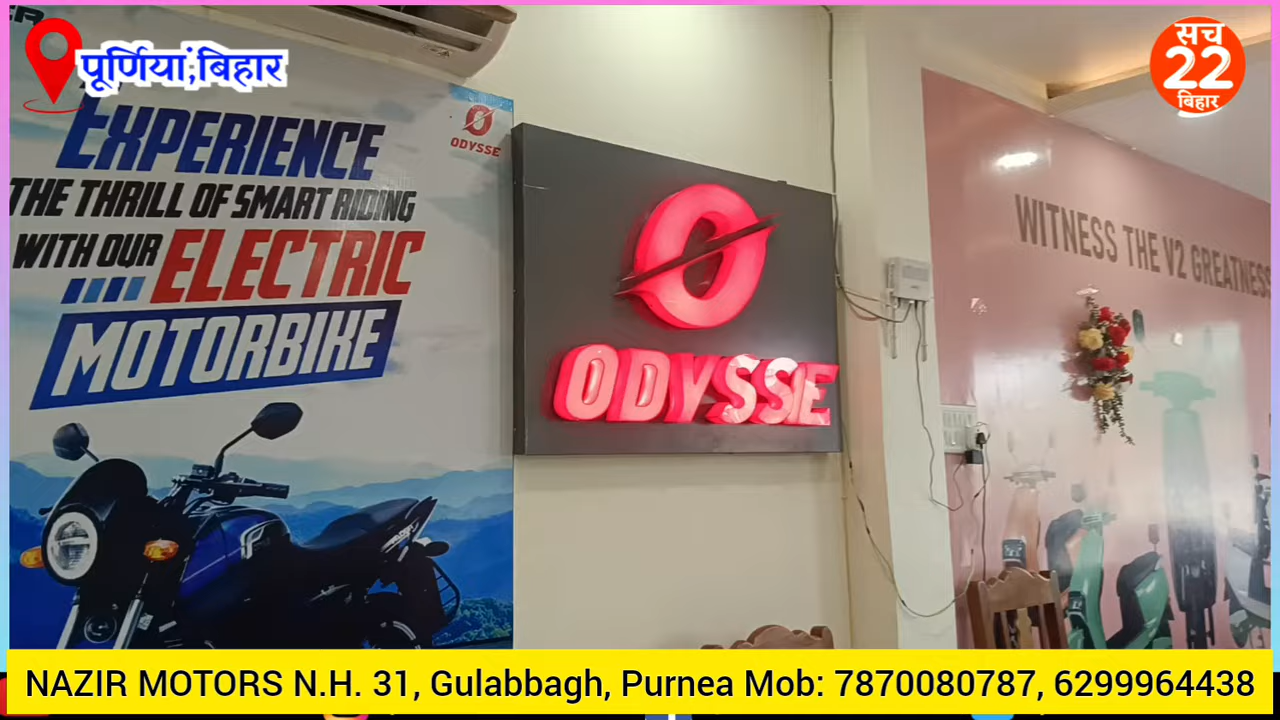 पूर्णियां;बिहार
सच
22
बिहार
EXPERIENCE
THE THRILL OF SMART RIDING
WITH OUR ELECTRIC
MOTORBIKE
ODYSSE
ODYSSE
WITNESS THE V2 GREATNESS
NAZIR MOTORS N.H. 31, Gulabbagh, Purnea Mob: 7870080787, 6299964438